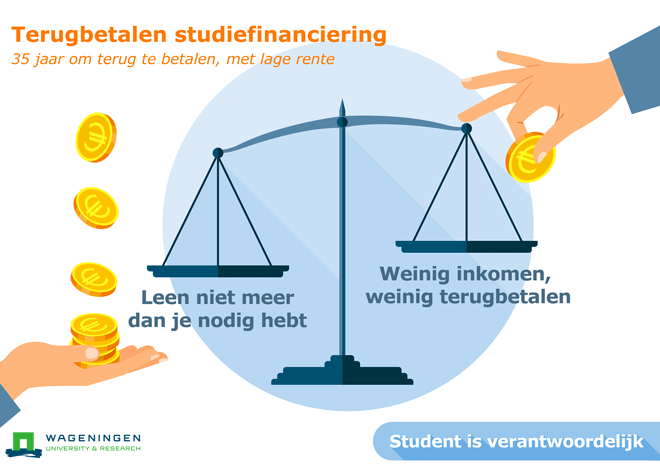 Terugbetalen studiefinanciering
35 jaar om terug te betalen, met lage rente
Leen niet meer
dan je nodig hebt
Weinig inkomen,
weinig terugbetalen
WAGENINGEN
UNIVERSITY & RESEARCH
Student is verantwoordelijk